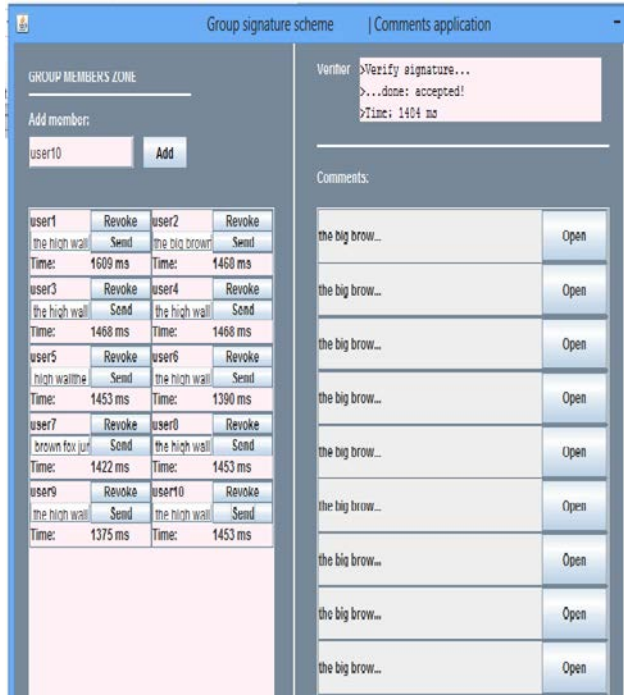 Group signature scheme | Comments application
GROUP MEMBERS ZONE
Add member:
user10 Add
user1 Revoke user2 Revoke
the high wall Send the big brown Send
Time: 1609 ms Time: 1468 ms
user3 Revoke user4 Revoke
the high wall Send the high wall Send
Time: 1468 ms Time: 1468 ms
user5 Revoke user6 Revoke
high wallthe Send the high wall Send
Time: 1453 ms Time: 1390 ms
user7 Revoke user8 Revoke
brown fox jur Send the high wall Send
Time: 1422 ms Time: 1453 ms
user9 Revoke user10 Revoke
the high wall Send the high wall Send
Time: 1375 ms Time: 1453 ms
Verifier >Verify signature...
>...done: accepted!
>Time: 1404 ms
Comments:
the big brow... Open
the big brow... Open
the big brow... Open
the big brow... Open
the big brow... Open
the big brow... Open
the big brow... Open
the big brow... Open
the big brow... Open